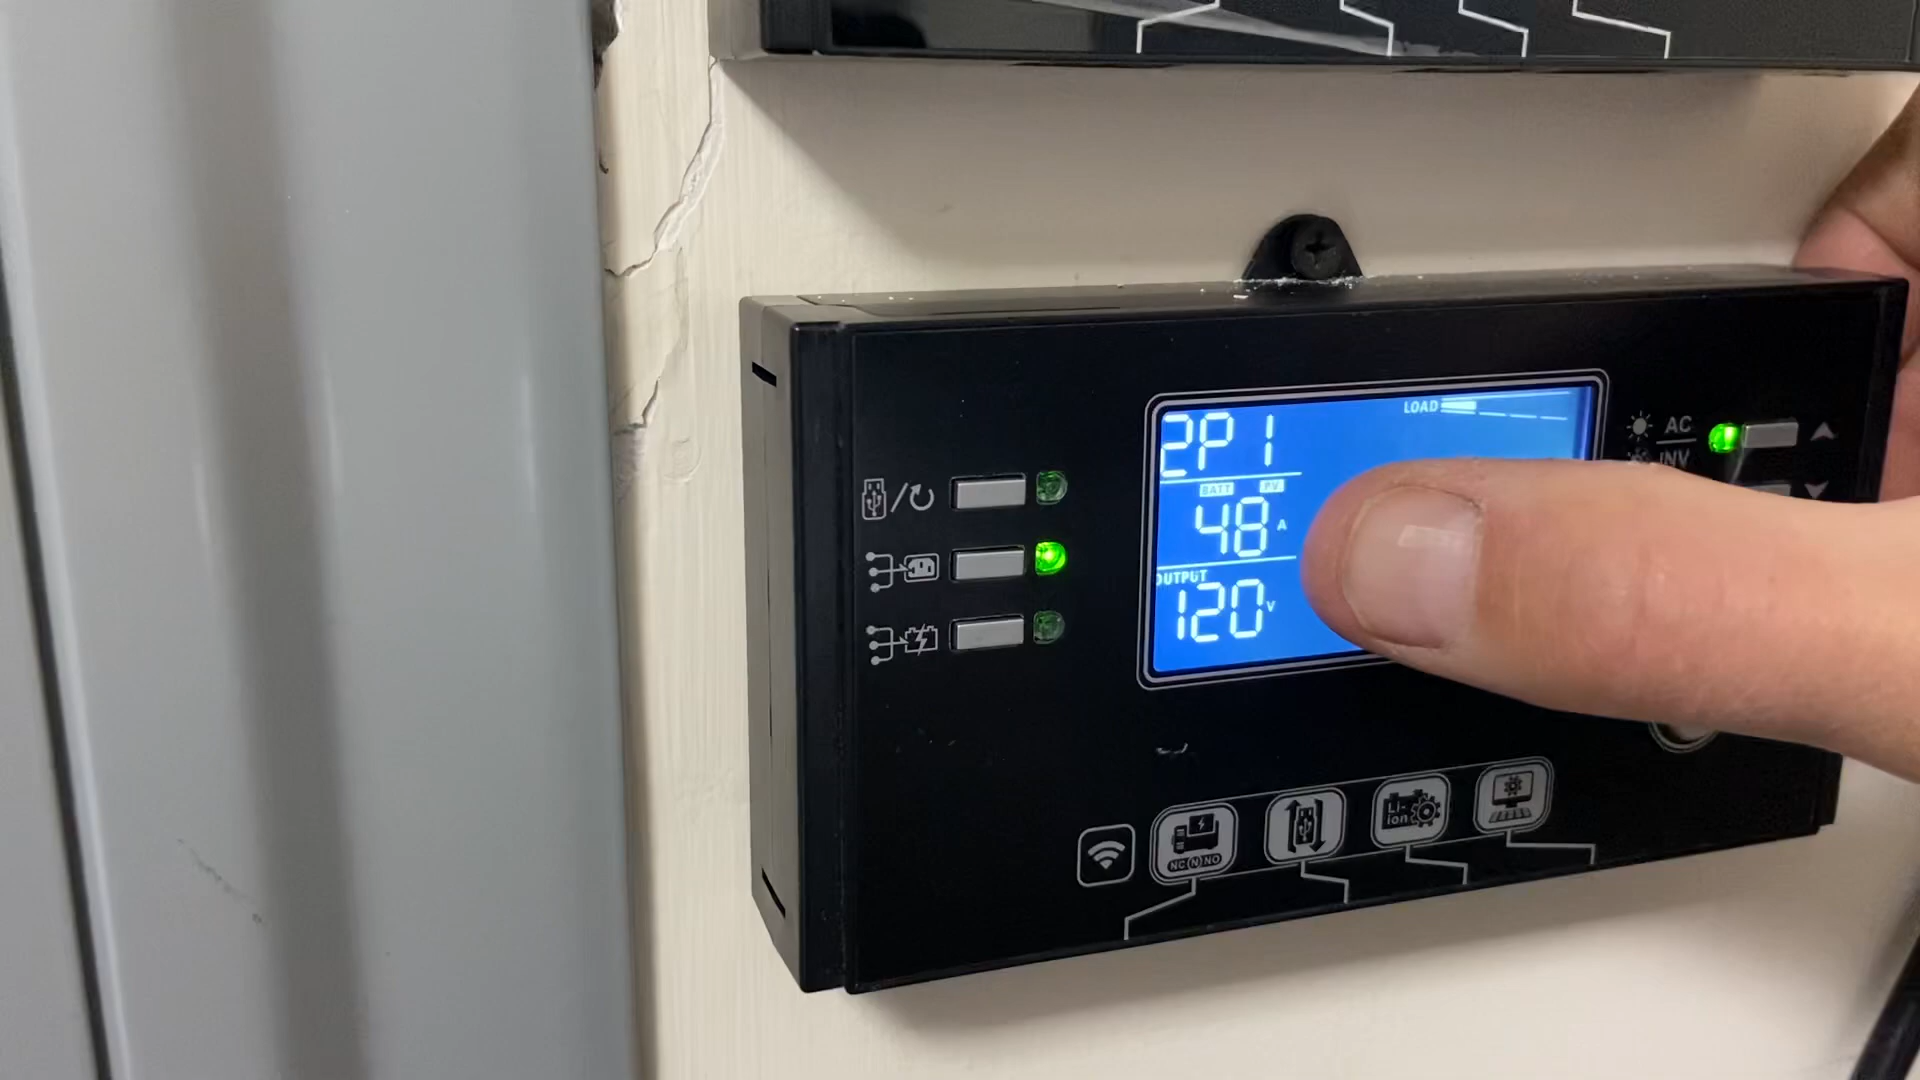 LOAD
2P1
BATT PV
48 A
OUTPUT
120 V
AC
INV
NC N NO
Li-
ion